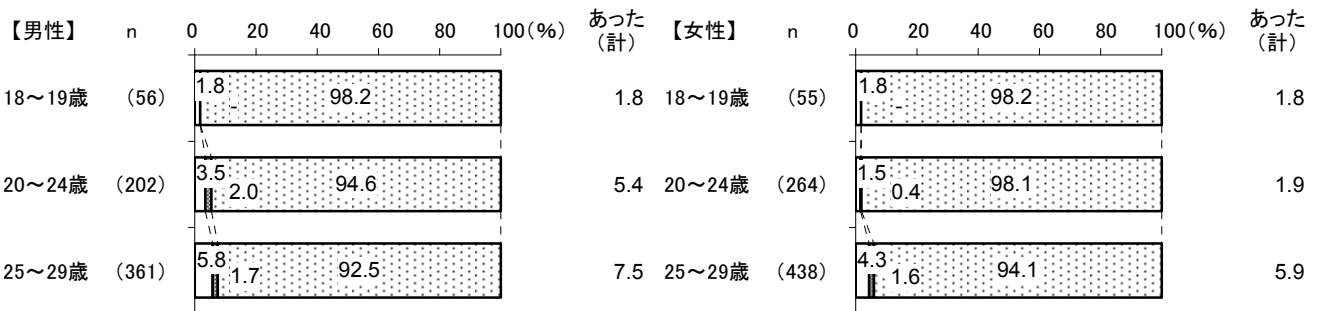 【男性】 n 0 20 40 60 80 100(%) あった(計)
18～19歳 (56) 1.8 - 98.2 1.8
20～24歳 (202) 3.5 2.0 94.6 5.4
25～29歳 (361) 5.8 1.7 92.5 7.5
【女性】 n 0 20 40 60 80 100(%) あった(計)
18～19歳 (55) 1.8 - 98.2 1.8
20～24歳 (264) 1.5 0.4 98.1 1.9
25～29歳 (438) 4.3 1.6 94.1 5.9